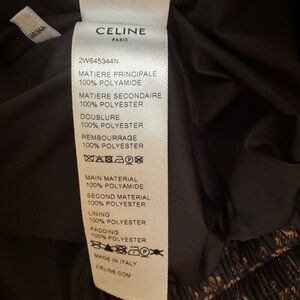 CELINE
PARIS
2W645344N
MATIERE PRINCIPALE
100% POLYAMIDE
MATIERE SECONDAIRE
100% POLYESTER
DOUBLURE
100% POLYESTER
REMBOURRAGE
100% POLYESTER
MAIN MATERIAL
100% POLYAMIDE
SECOND MATERIAL
100% POLYESTER
LINING
100% POLYESTER
PADDING
100% POLYESTER
MADE IN ITALY
CELINE.COM